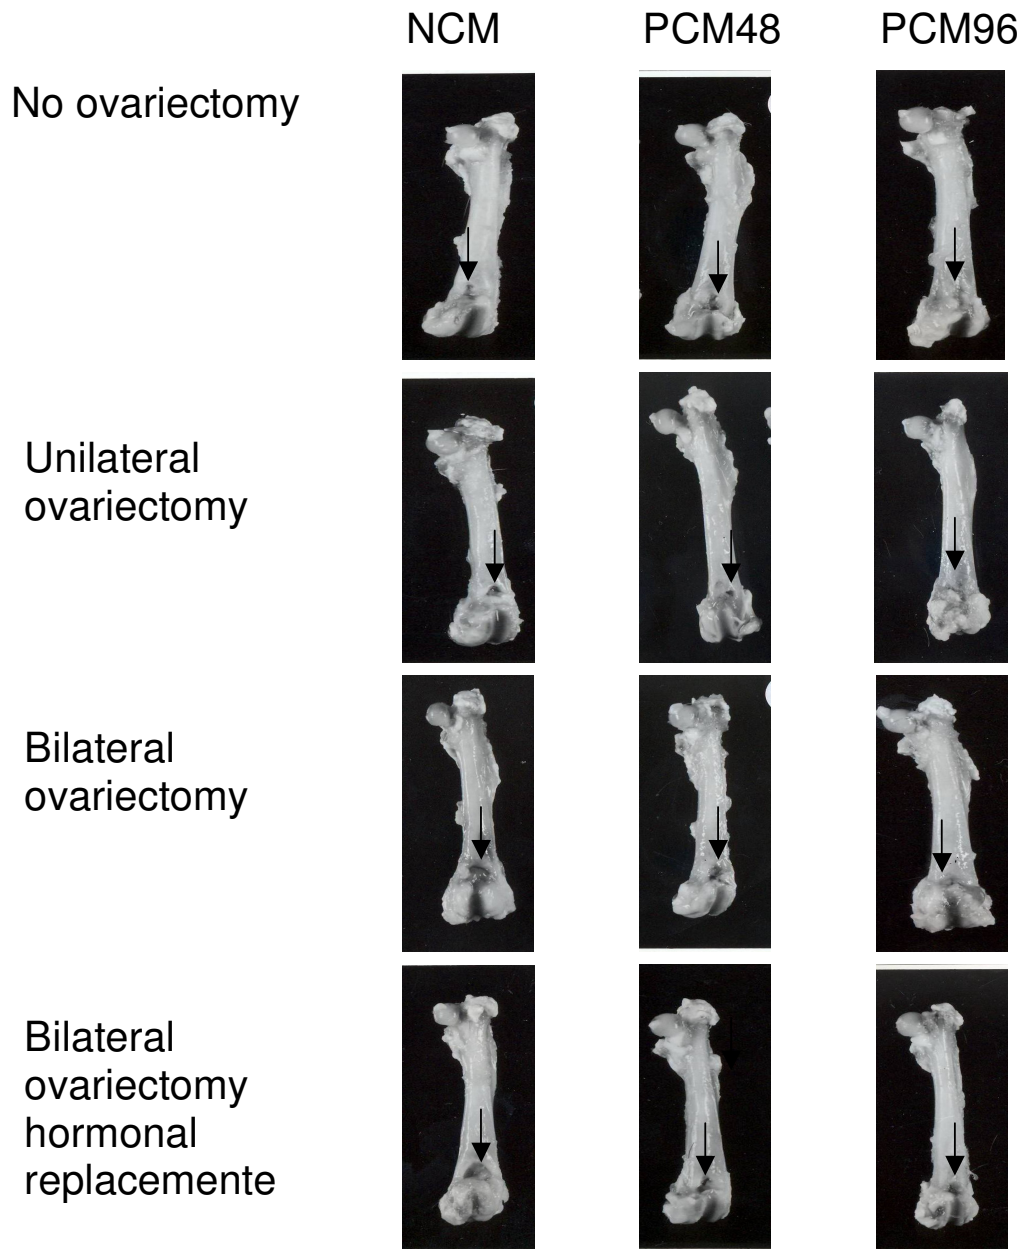 NCM PCM48 PCM96
No ovariectomy
Unilateral
ovariectomy
Bilateral
ovariectomy
Bilateral
ovariectomy
hormonal
replacemente